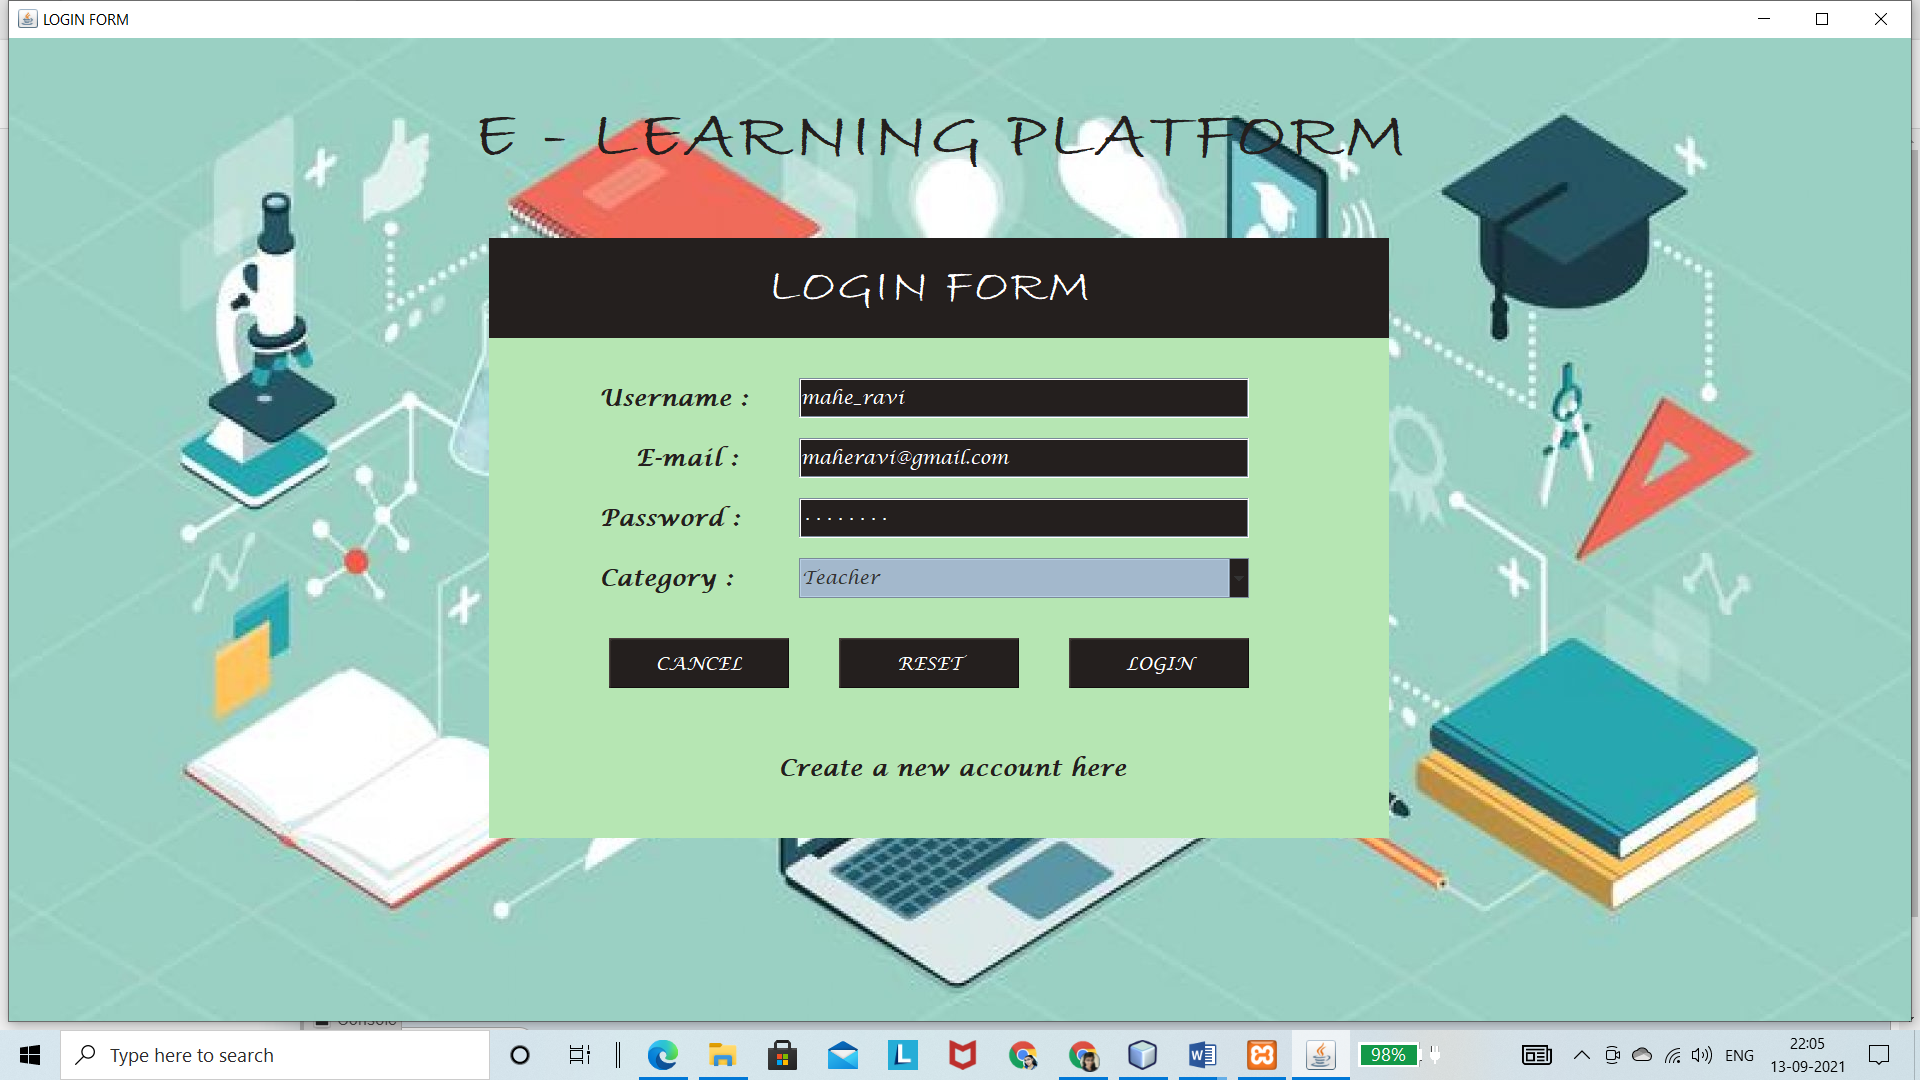 LOGIN FORM
E - LEARNING PLATFORM
LOGIN FORM
Username : mahe_ravi
E-mail : maheravi@gmail.com
Password : ........
Category : Teacher
CANCEL RESET LOGIN
Create a new account here
Console
Type here to search
98%
ENG
22:05
13-09-2021